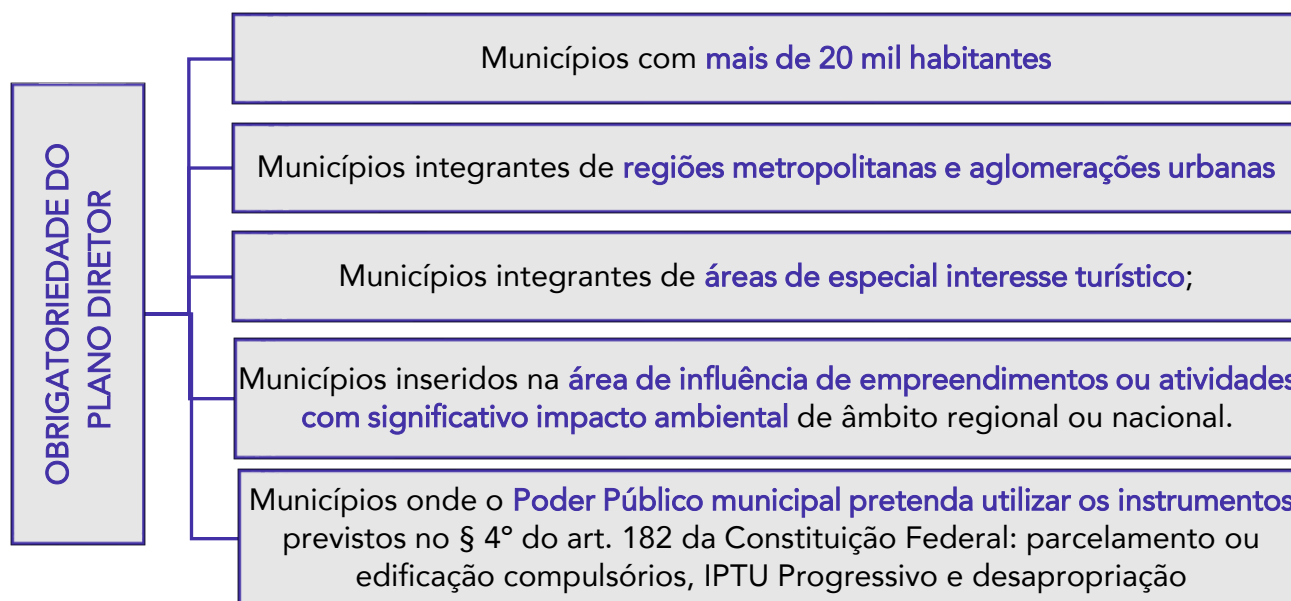 OBRIGATORIEDADE DO
PLANO DIRETOR
Municípios com mais de 20 mil habitantes
Municípios integrantes de regiões metropolitanas e aglomerações urbanas
Municípios integrantes de áreas de especial interesse turístico;
Municípios inseridos na área de influência de empreendimentos ou atividades
com significativo impacto ambiental de âmbito regional ou nacional.
Municípios onde o Poder Público municipal pretenda utilizar os instrumentos
previstos no § 4º do art. 182 da Constituição Federal: parcelamento ou
edificação compulsórios, IPTU Progressivo e desapropriação